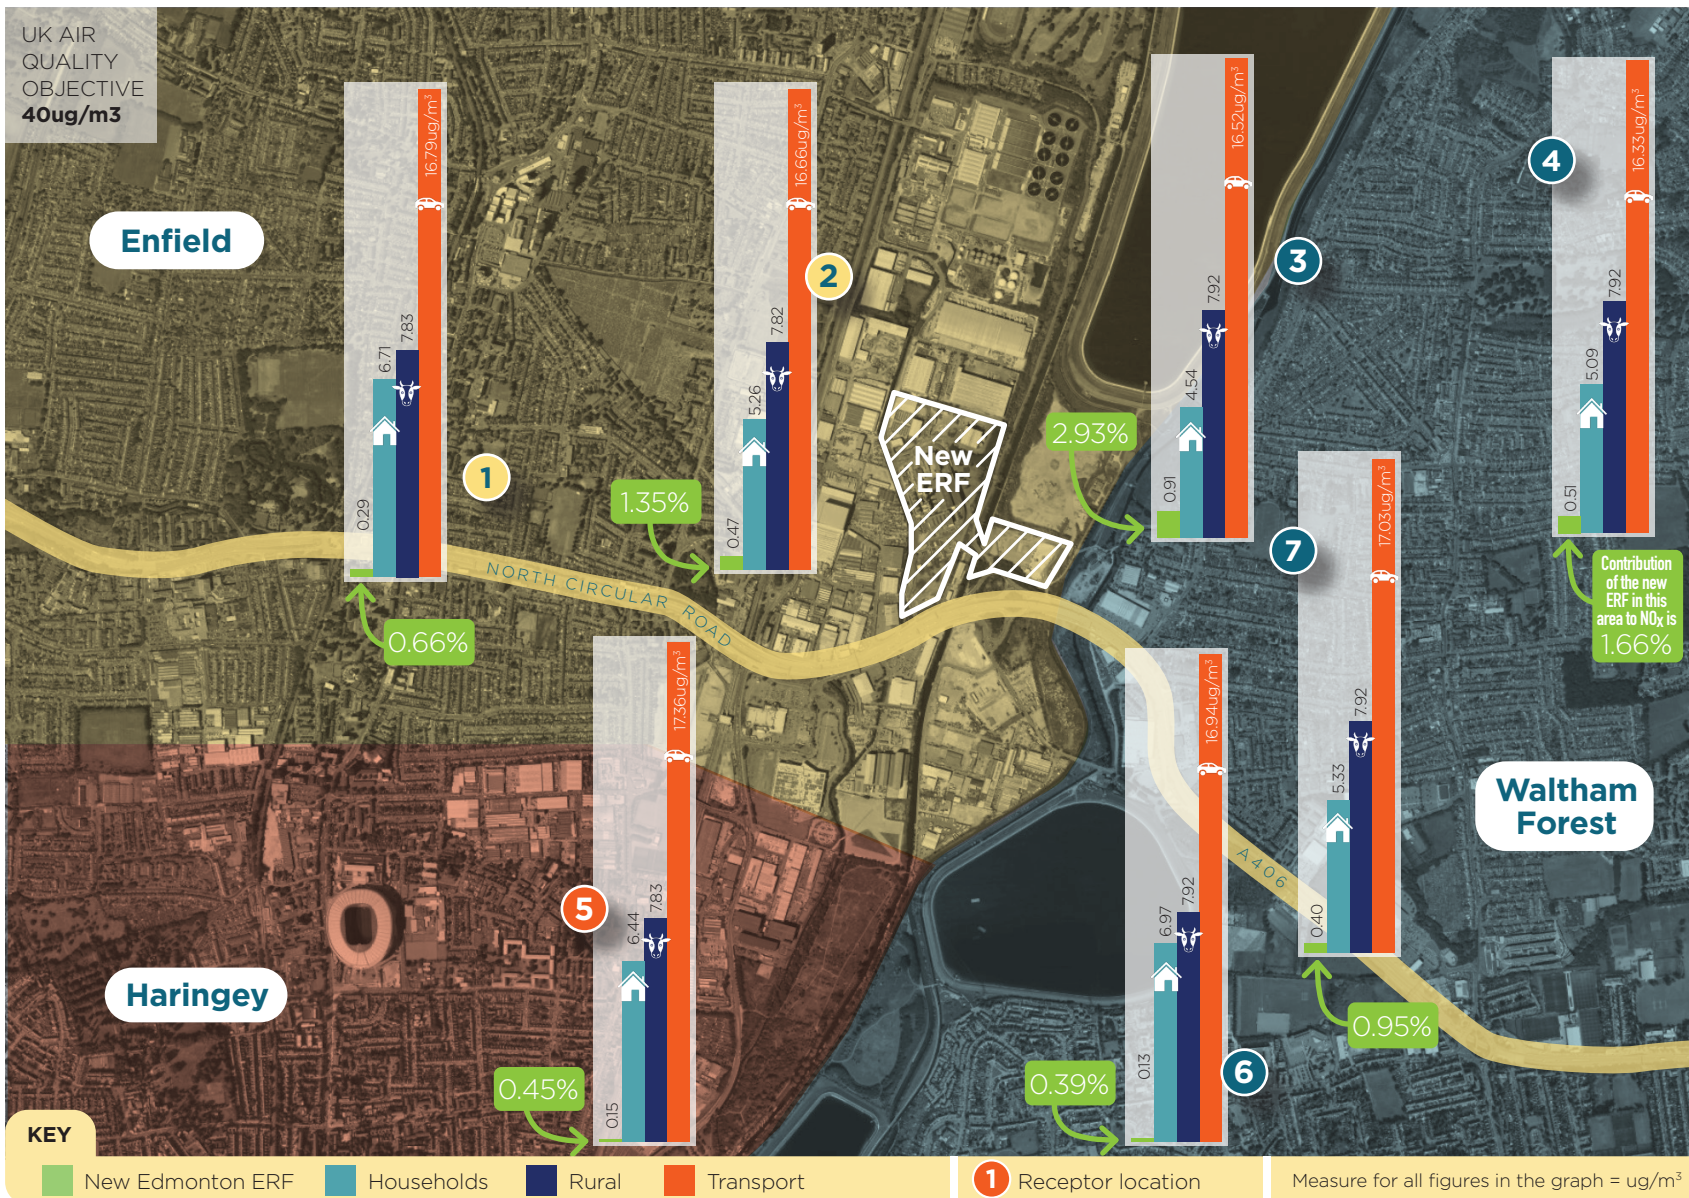 UK AIR
QUALITY
OBJECTIVE
40ug/m3
Enfield
0.29
6.71
7.83
16.79ug/m³
1
0.66%
0.47
5.26
7.82
16.66ug/m³
2
1.35%
New
ERF
0.91
4.54
7.92
16.52ug/m³
3
2.93%
0.51
5.09
7.92
16.33ug/m³
4
Contribution
of the new
ERF in this
area to NOx is
1.66%
NORTH CIRCULAR ROAD
0.15
6.44
7.83
17.36ug/m³
5
0.45%
0.13
6.97
7.92
16.94ug/m³
6
0.39%
0.40
5.33
7.92
17.03ug/m³
7
0.95%
A406
Waltham
Forest
Haringey
KEY
New Edmonton ERF
Households
Rural
Transport
1 Receptor location
Measure for all figures in the graph = ug/m³